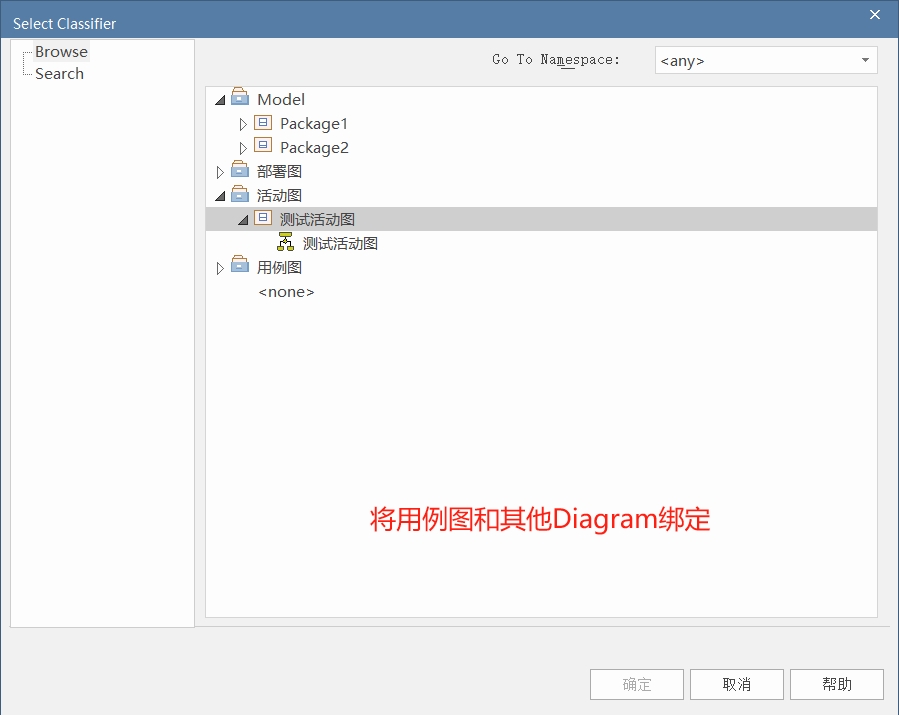 Select Classifier
Browse
Search
Go To Namespace:
<any>
Model
Package1
Package2
部署图
活动图
测试活动图
测试活动图
用例图
<none>
将用例图和其他Diagram绑定
确定
取消
帮助